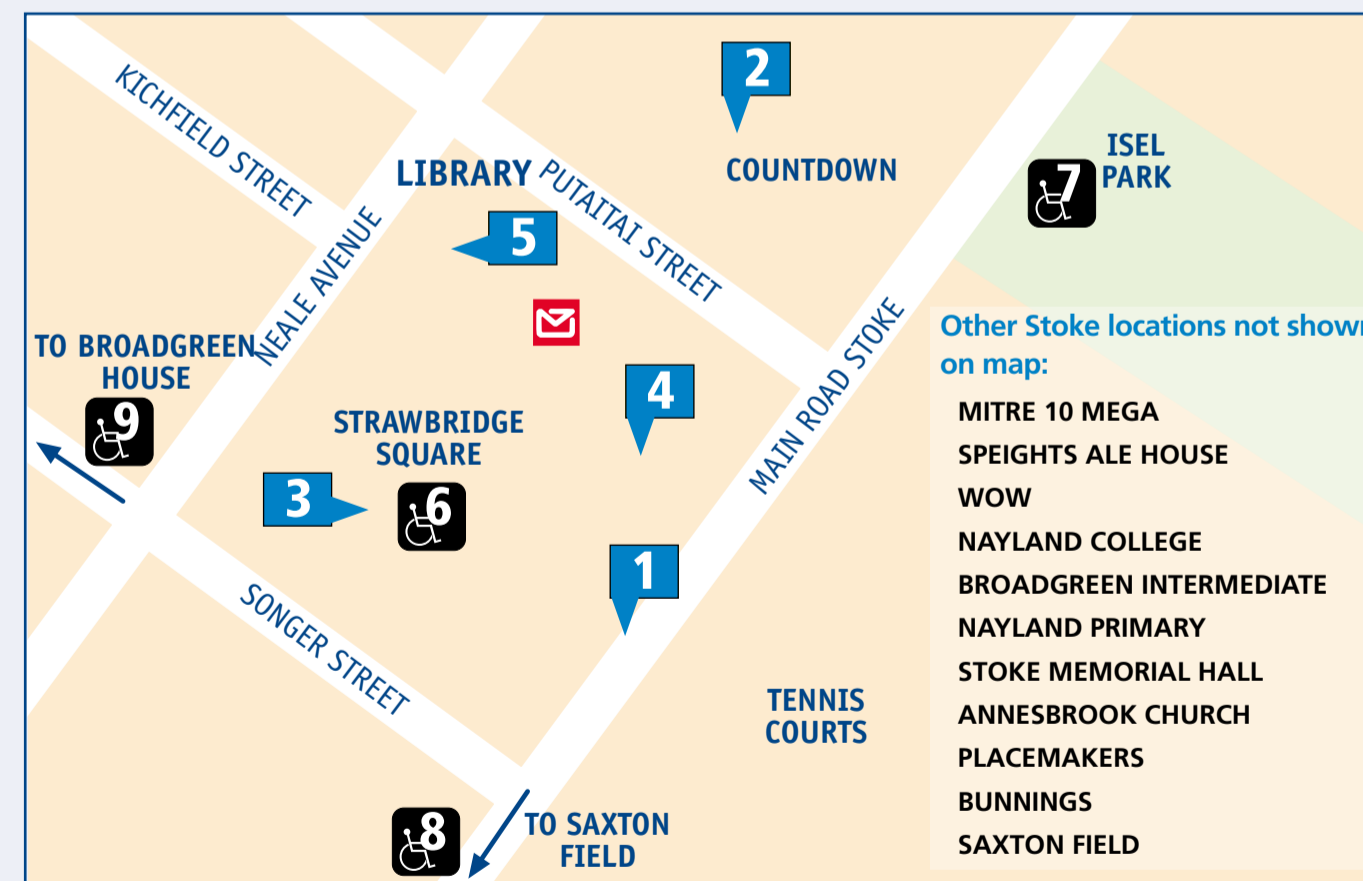 KICHFIELD STREET
2
COUNTDOWN
ISEL
PARK
7
LIBRARY
PUTAITAI STREET
5
NEALE AVENUE
TO BROADGREEN
HOUSE
9
4
MAIN ROAD STOKE
STRAWBRIDGE
SQUARE
3
6
1
SONGER STREET
TENNIS
COURTS
8
TO SAXTON
FIELD
Other Stoke locations not shown
on map:
MITRE 10 MEGA
SPEIGHTS ALE HOUSE
WOW
NAYLAND COLLEGE
BROADGREEN INTERMEDIATE
NAYLAND PRIMARY
STOKE MEMORIAL HALL
ANNESBROOK CHURCH
PLACEMAKERS
BUNNINGS
SAXTON FIELD